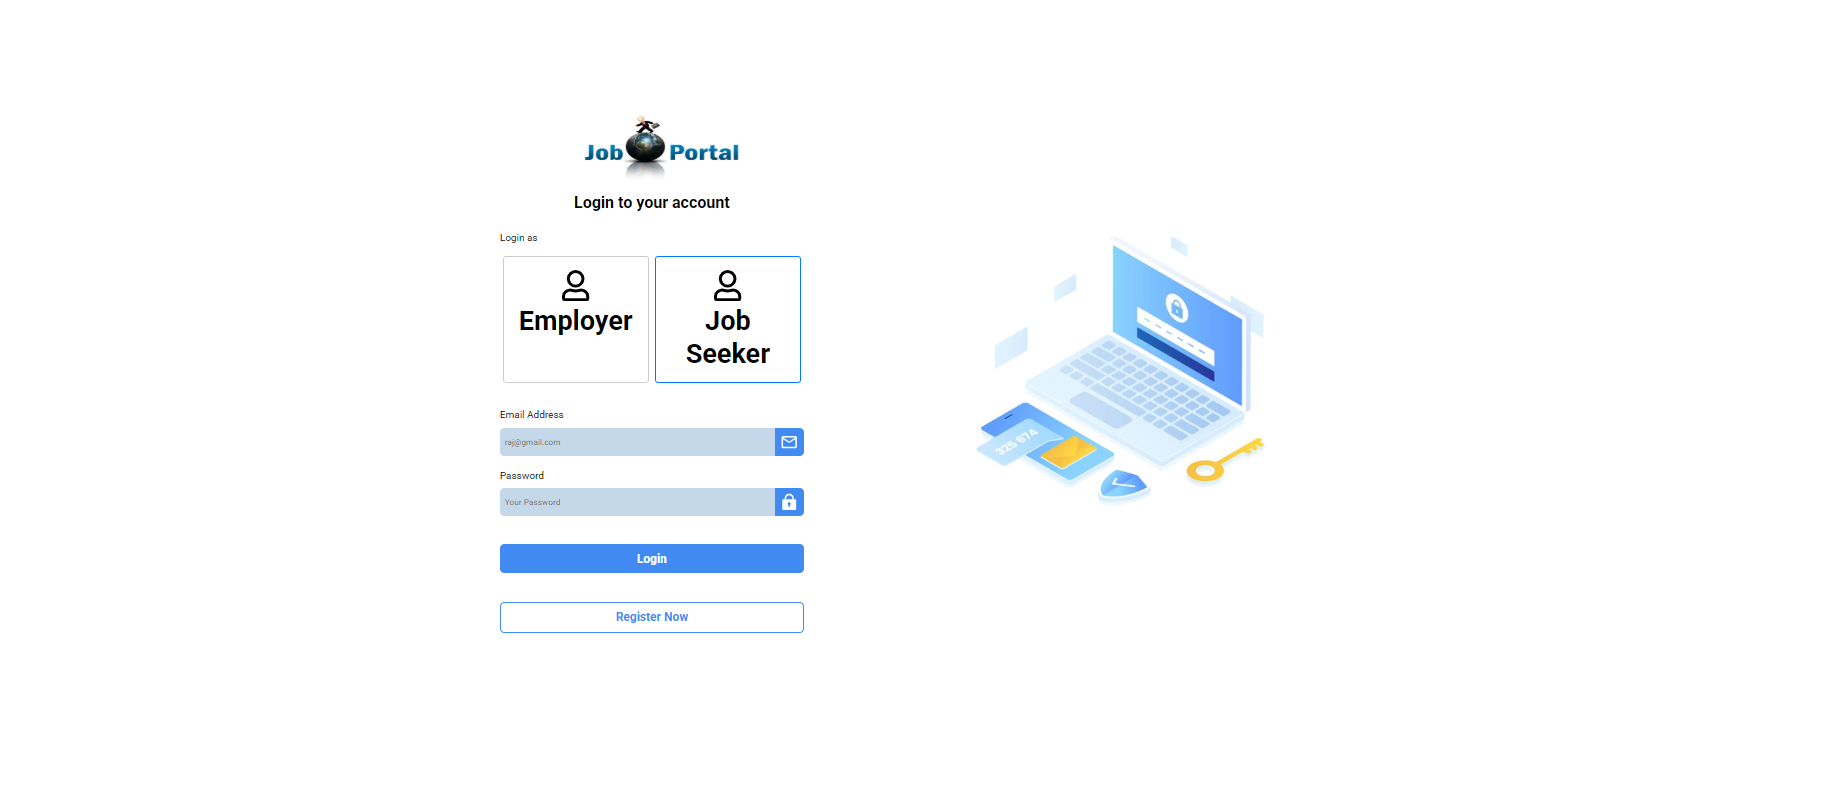 Job Portal
Login to your account
Login as
Employer
Job
Seeker
Email Address
raj@gmail.com
Password
Your Password
Login
Register Now
325 674